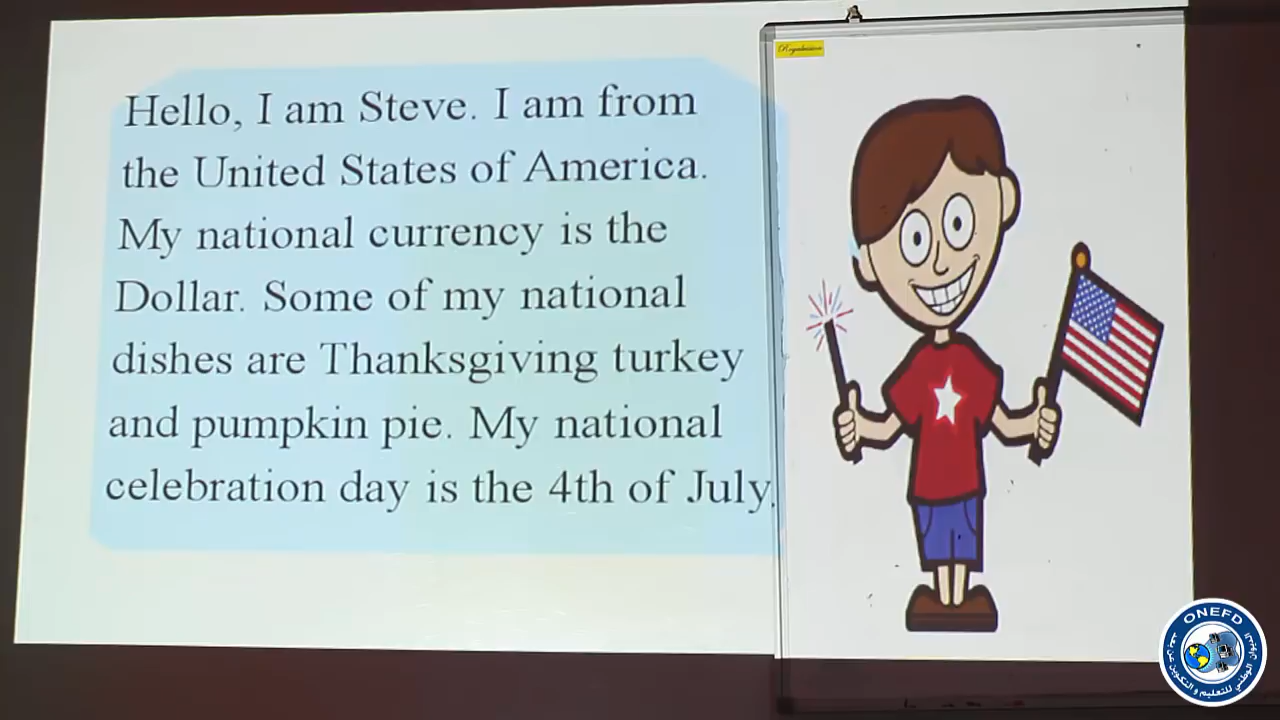 Hello, I am Steve. I am from
the United States of America.
My national currency is the
Dollar. Some of my national
dishes are Thanksgiving turkey
and pumpkin pie. My national
celebration day is the 4th of July.
ONEFD